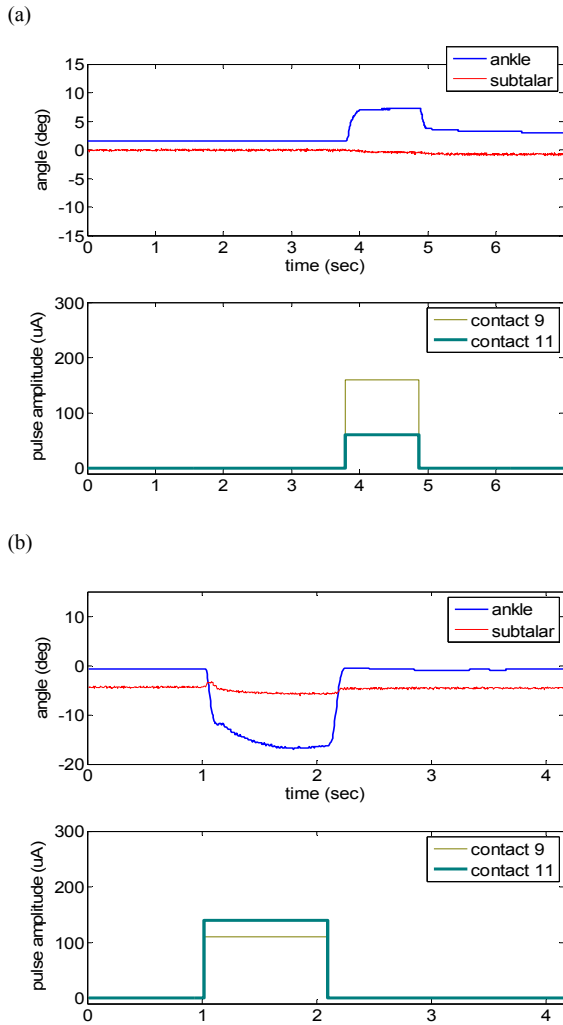 (a)
15
10
5
0
-5
-10
-15
angle (deg)
ankle
subtalar
0 1 2 3 4 5 6 7
time (sec)
300
200
100
0
pulse amplitude (uA)
contact 9
contact 11
0 1 2 3 4 5 6 7
(b)
10
0
-10
-20
angle (deg)
ankle
subtalar
0 1 2 3 4
time (sec)
300
200
100
0
pulse amplitude (uA)
contact 9
contact 11
0 1 2 3 4